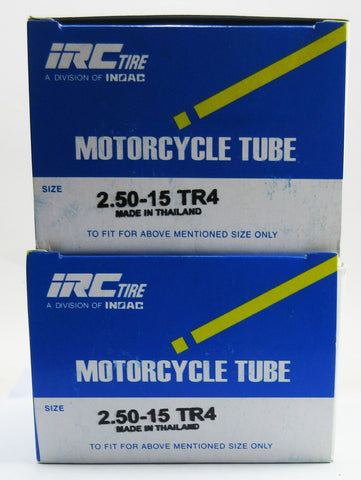 iRC TIRE
A DIVISION OF INOAC
MOTORCYCLE TUBE
SIZE
2.50-15 TR4
MADE IN THAILAND
TO FIT FOR ABOVE MENTIONED SIZE ONLY
iRC TIRE
A DIVISION OF INOAC
MOTORCYCLE TUBE
SIZE
2.50-15 TR4
MADE IN THAILAND
TO FIT FOR ABOVE MENTIONED SIZE ONLY